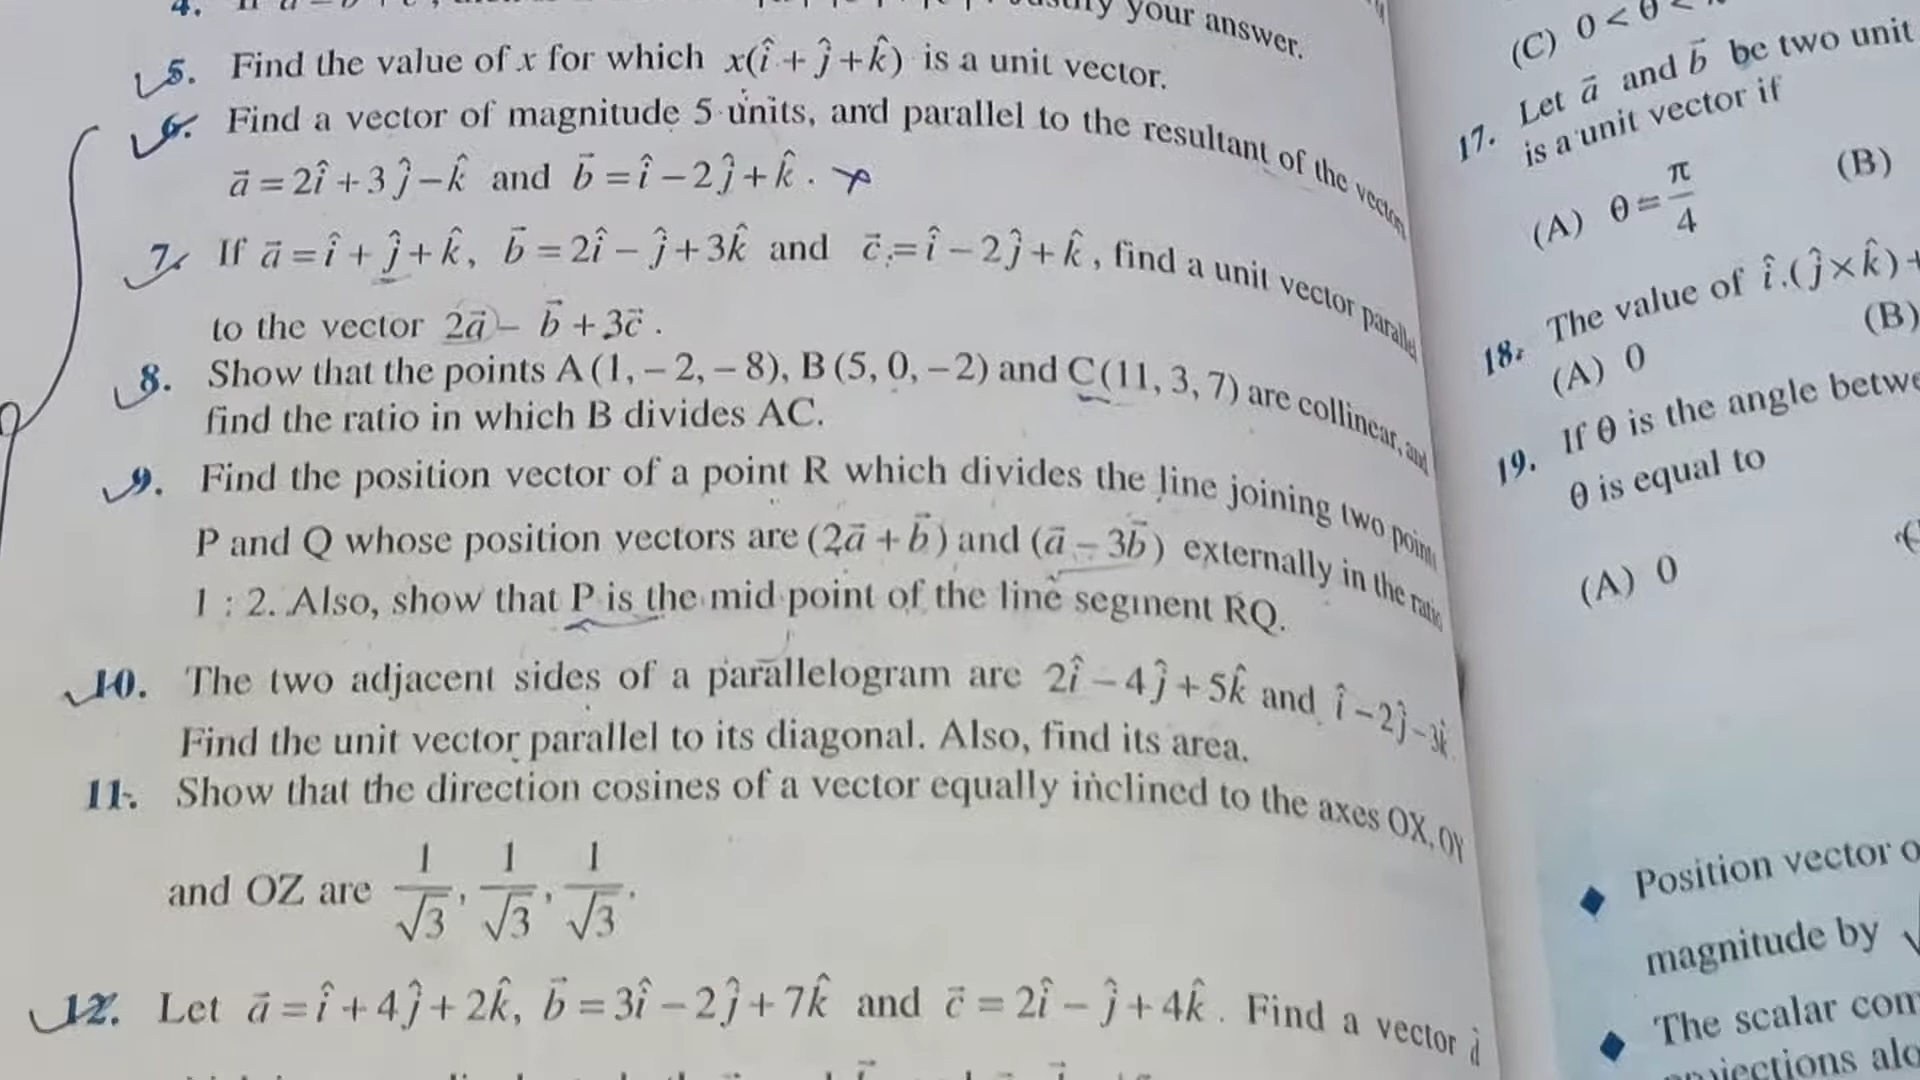 4.
your answer.
5. Find the value of x for which x(î + ĵ + k̂) is a unit vector.
6. Find a vector of magnitude 5 units, and parallel to the resultant of the vectors
a⃗ = 2î + 3ĵ − k̂ and b⃗ = î − 2ĵ + k̂.
7. If a⃗ = î + ĵ + k̂, b⃗ = 2î − ĵ + 3k̂ and c⃗ = î − 2ĵ + k̂, find a unit vector parallel
to the vector 2a⃗ − b⃗ + 3c⃗.
8. Show that the points A (1, − 2, − 8), B (5, 0, − 2) and C (11, 3, 7) are collinear, and
find the ratio in which B divides AC.
9. Find the position vector of a point R which divides the line joining two points
P and Q whose position vectors are (2a⃗ + b⃗) and (a⃗ − 3b⃗) externally in the ratio
1 : 2. Also, show that P is the mid point of the line segment RQ.
10. The two adjacent sides of a parallelogram are 2î − 4ĵ + 5k̂ and î − 2ĵ − 3k̂.
Find the unit vector parallel to its diagonal. Also, find its area.
11. Show that the direction cosines of a vector equally inclined to the axes OX, OY
and OZ are 1/√3, 1/√3, 1/√3.
12. Let a⃗ = î + 4ĵ + 2k̂, b⃗ = 3î − 2ĵ + 7k̂ and c⃗ = 2î − ĵ + 4k̂. Find a vector d⃗
(C) 0 < θ <
17. Let a⃗ and b⃗ be two unit
is a unit vector if
(A) θ = π/4 (B)
18. The value of î.(ĵ × k̂) +
(A) 0 (B)
19. If θ is the angle betwe
θ is equal to
(A) 0
◆ Position vector o
magnitude by √
◆ The scalar com